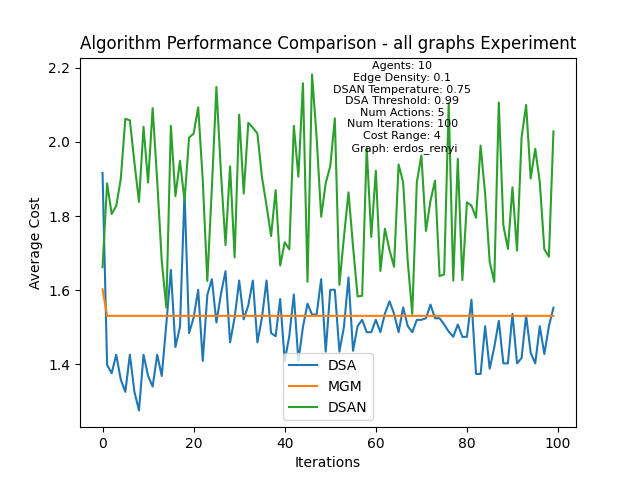 Algorithm Performance Comparison - all graphs Experiment
Agents: 10
Edge Density: 0.1
DSAN Temperature: 0.75
DSA Threshold: 0.99
Num Actions: 5
Num Iterations: 100
Cost Range: 4
Graph: erdos_renyi
2.2
2.0
1.8
1.6
1.4
Average Cost
DSA
MGM
DSAN
0
20
40
60
80
100
Iterations